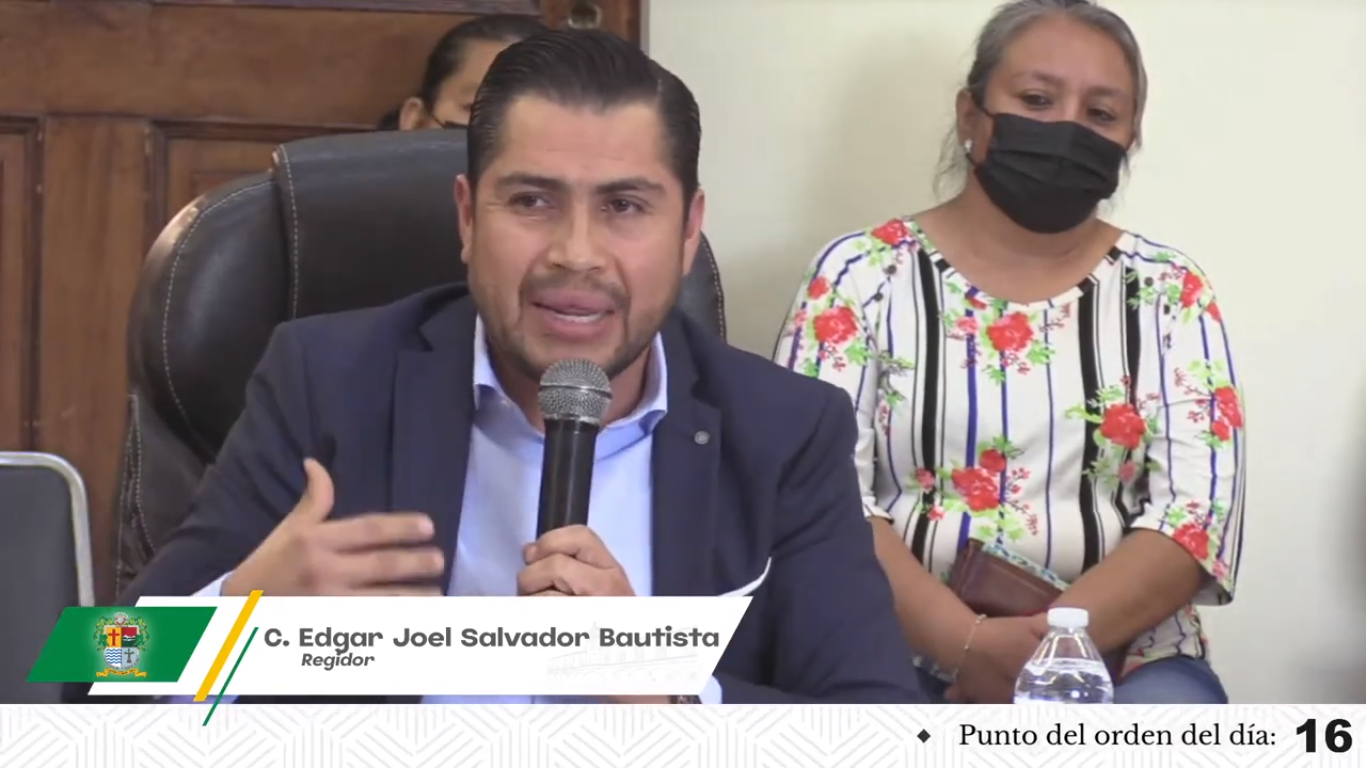 C. Edgar Joel Salvador Bautista
Regidor
◆ Punto del orden del día: 16